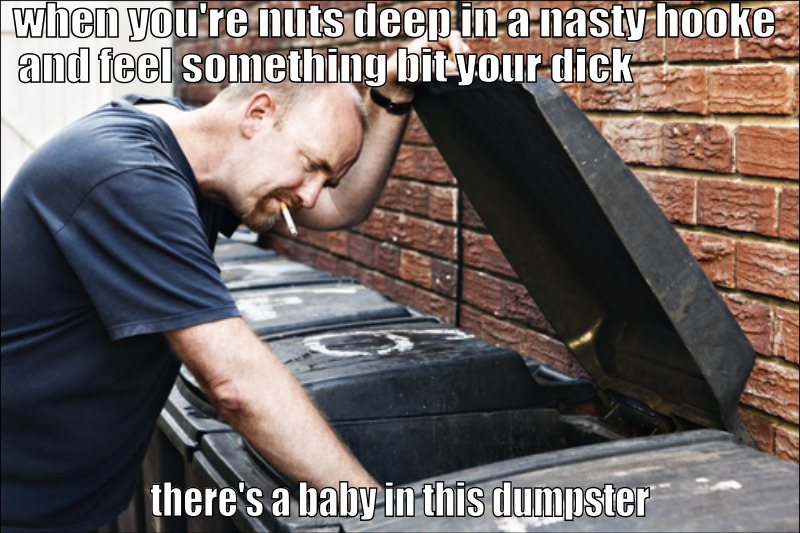 when you're nuts deep in a nasty hooke
and feel something bit your dick
there's a baby in this dumpster